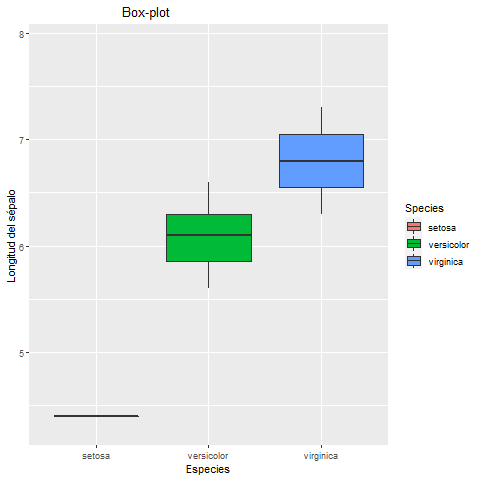 Box-plot
8
7
6
5
Longitud del sépalo
setosa versicolor virginica
Especies
Species
setosa
versicolor
virginica